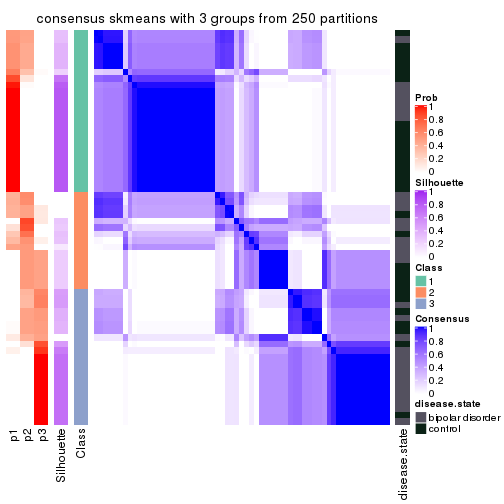 consensus skmeans with 3 groups from 250 partitions
Prob
1
0.8
0.6
0.4
0.2
0
Silhouette
1
0.8
0.6
0.4
0.2
0
Class
1
2
3
Consensus
1
0.8
0.6
0.4
0.2
0
disease.state
bipolar disorder
control
p1
p2
p3
Silhouette
Class
disease.state